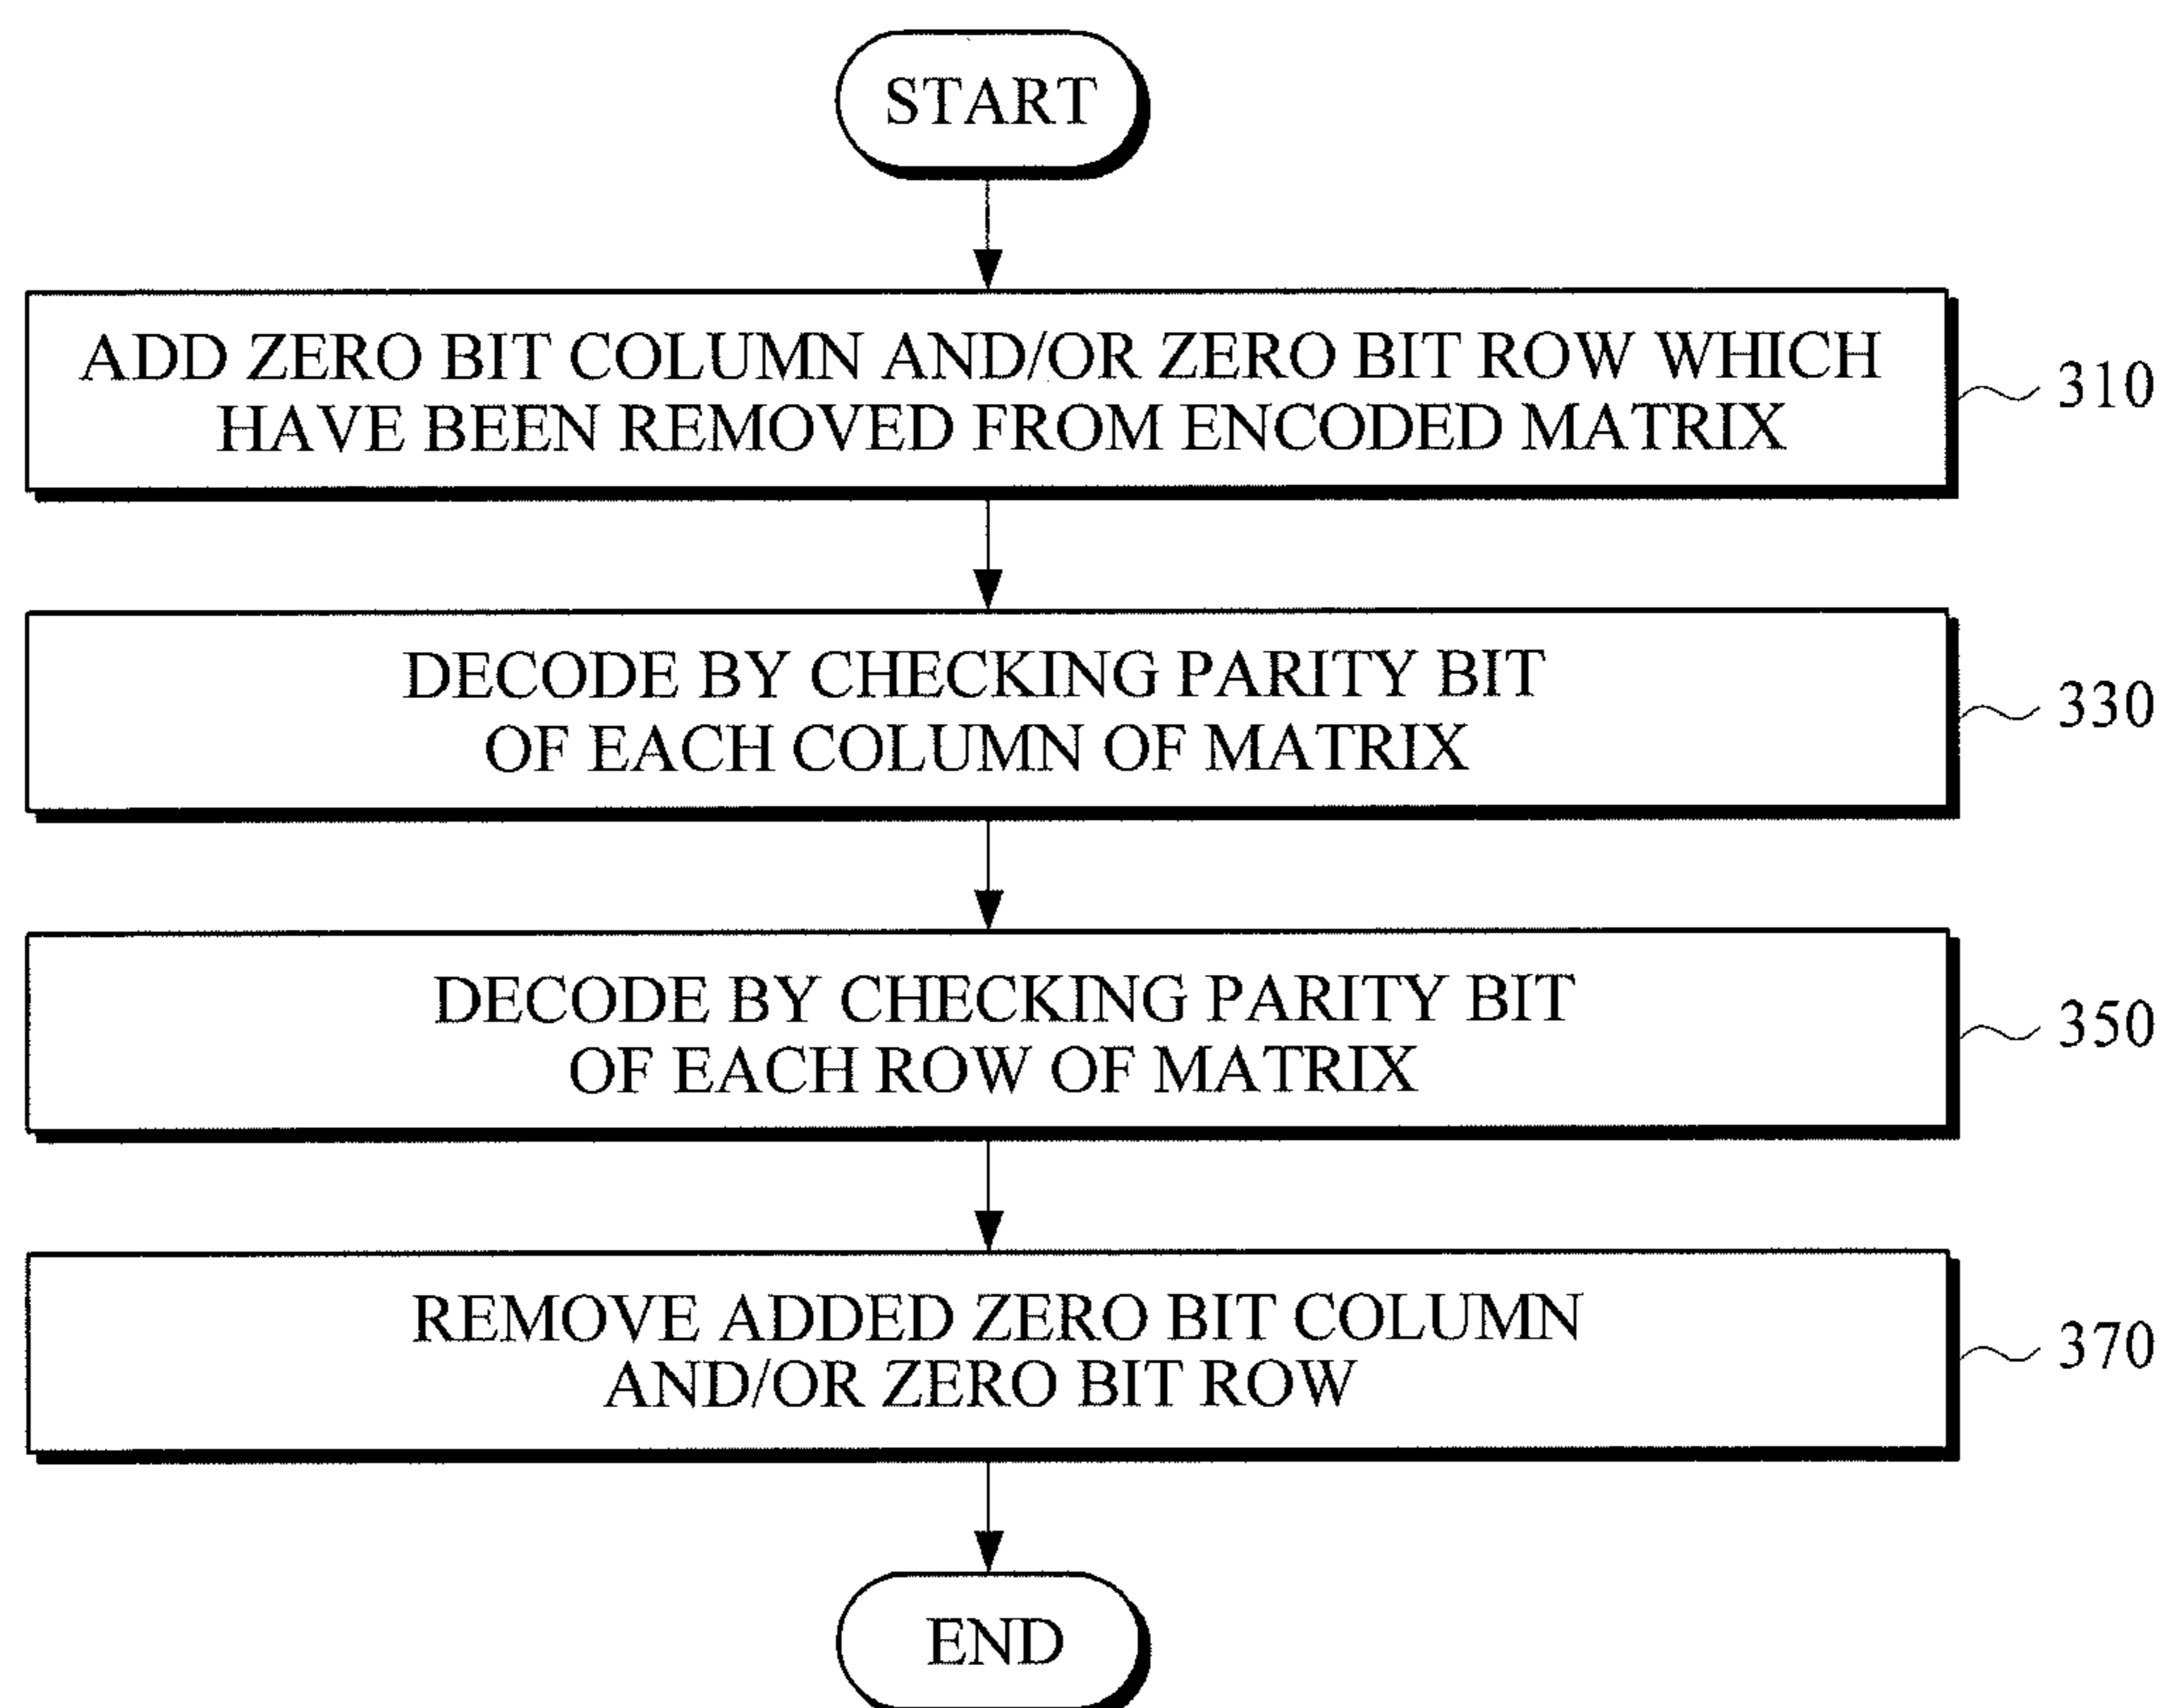 START
ADD ZERO BIT COLUMN AND/OR ZERO BIT ROW WHICH
HAVE BEEN REMOVED FROM ENCODED MATRIX
310
DECODE BY CHECKING PARITY BIT
OF EACH COLUMN OF MATRIX
330
DECODE BY CHECKING PARITY BIT
OF EACH ROW OF MATRIX
350
REMOVE ADDED ZERO BIT COLUMN
AND/OR ZERO BIT ROW
370
END